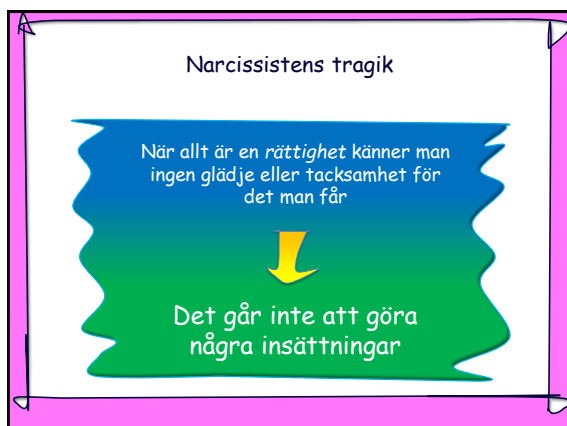 Narcissistens tragik
När allt är en rättighet känner man
ingen glädje eller tacksamhet för
det man får
Det går inte att göra
några insättningar